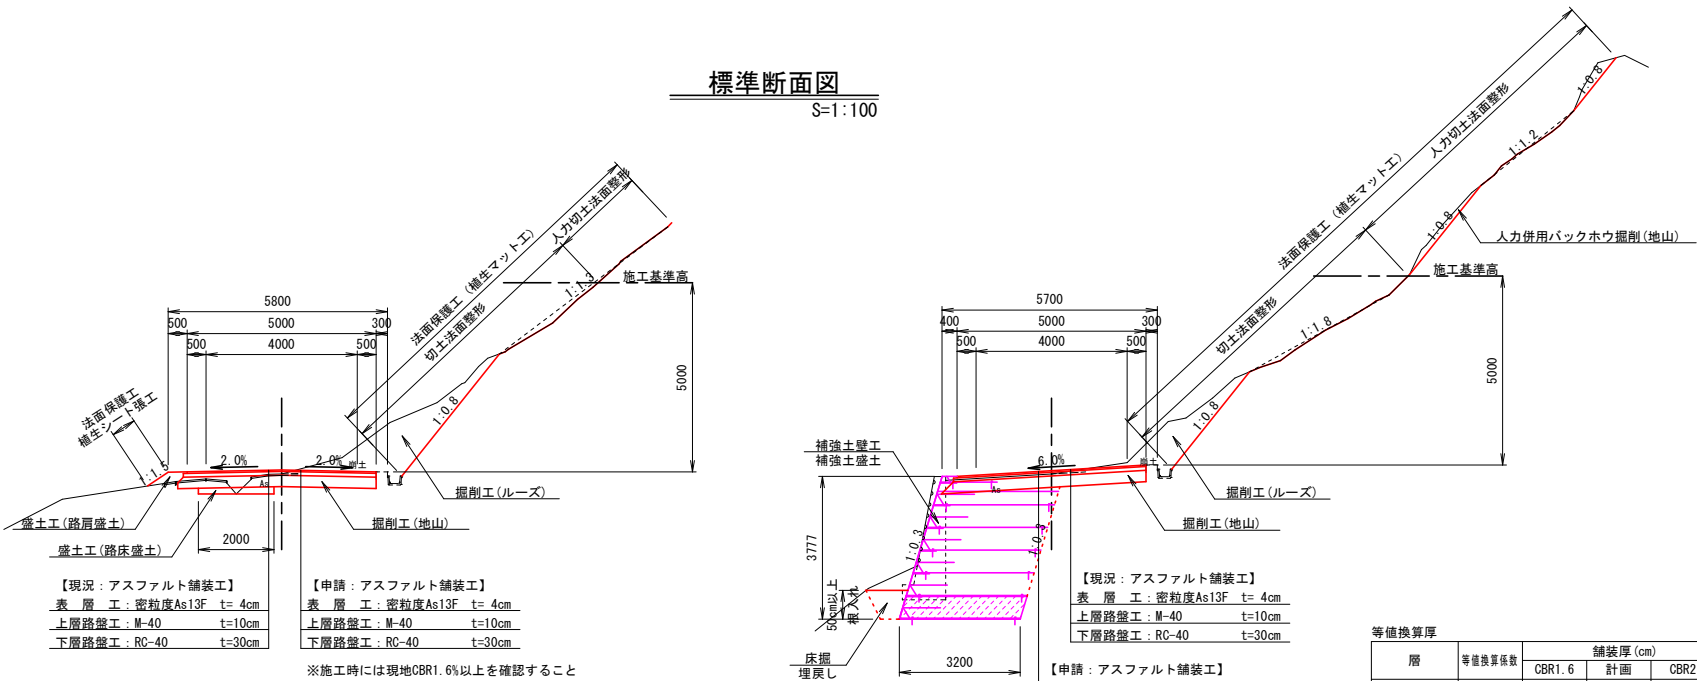 標準断面図
S=1:100
法面保護工（植生マット工）
人力切土法面整形
切土法面整形
施工基準高
1:1.3
1:0.8
5000
5800
500
5000
300
500
4000
500
法面保護工
植生シート張工
1:1.5
2.0%
2.0%
As
掘削工(ルーズ)
盛土工(路肩盛土)
掘削工(地山)
盛土工(路床盛土)
2000
【現況：アスファルト舗装工】
表　層　工：密粒度As13F　t= 4cm
上層路盤工：M-40　t=10cm
下層路盤工：RC-40　t=30cm
【申請：アスファルト舗装工】
表　層　工：密粒度As13F　t= 4cm
上層路盤工：M-40　t=10cm
下層路盤工：RC-40　t=30cm
※施工時には現地CBR1.6%以上を確認すること
法面保護工（植生マット工）
人力切土法面整形
切土法面整形
1:0.8
1:1.2
1:0.8
人力併用バックホウ掘削(地山)
施工基準高
1:1.8
1:0.8
5000
5700
400
5000
300
500
4000
500
補強土壁工
補強土盛土
6.0%
As
掘削工(ルーズ)
掘削工(地山)
3777
1:0.3
1:0.8
50cm以上
根入れ
床掘
埋戻し
3200
【現況：アスファルト舗装工】
表　層　工：密粒度As13F　t= 4cm
上層路盤工：M-40　t=10cm
下層路盤工：RC-40　t=30cm
【申請：アスファルト舗装工】
等値換算厚
層　等値換算係数　舗装厚(cm)
CBR1.6　計画　CBR2